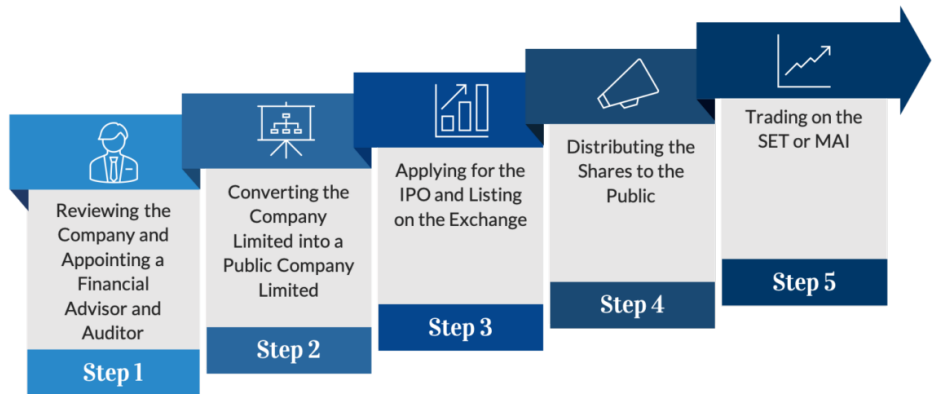 Reviewing the
Company and
Appointing a
Financial
Advisor and
Auditor
Step 1
Converting the
Company
Limited into a
Public Company
Limited
Step 2
Applying for the
IPO and Listing
on the Exchange
Step 3
Distributing the
Shares to the
Public
Step 4
Trading on the
SET or MAI
Step 5